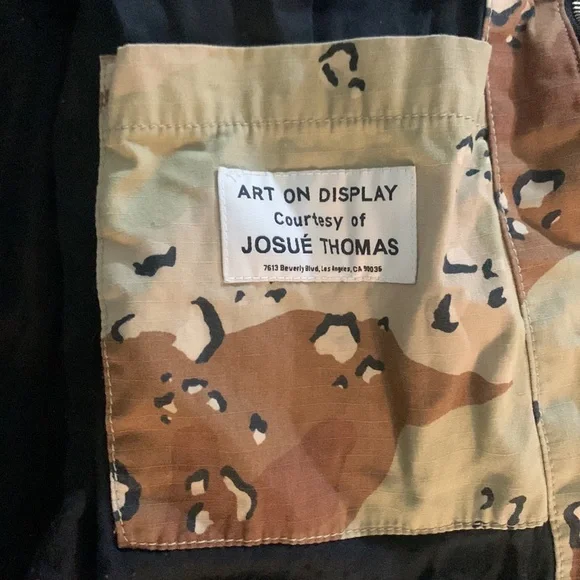 ART ON DISPLAY
Courtesy of
JOSUÉ THOMAS
7613 Beverly Blvd, Los Angeles, CA 90036